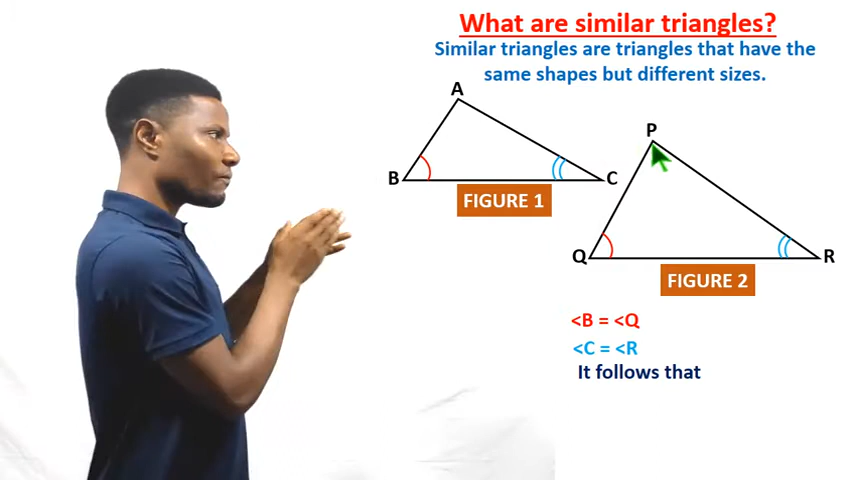 What are similar triangles?
Similar triangles are triangles that have the
same shapes but different sizes.
A
B
C
FIGURE 1
P
Q
R
FIGURE 2
<B = <Q
<C = <R
It follows that